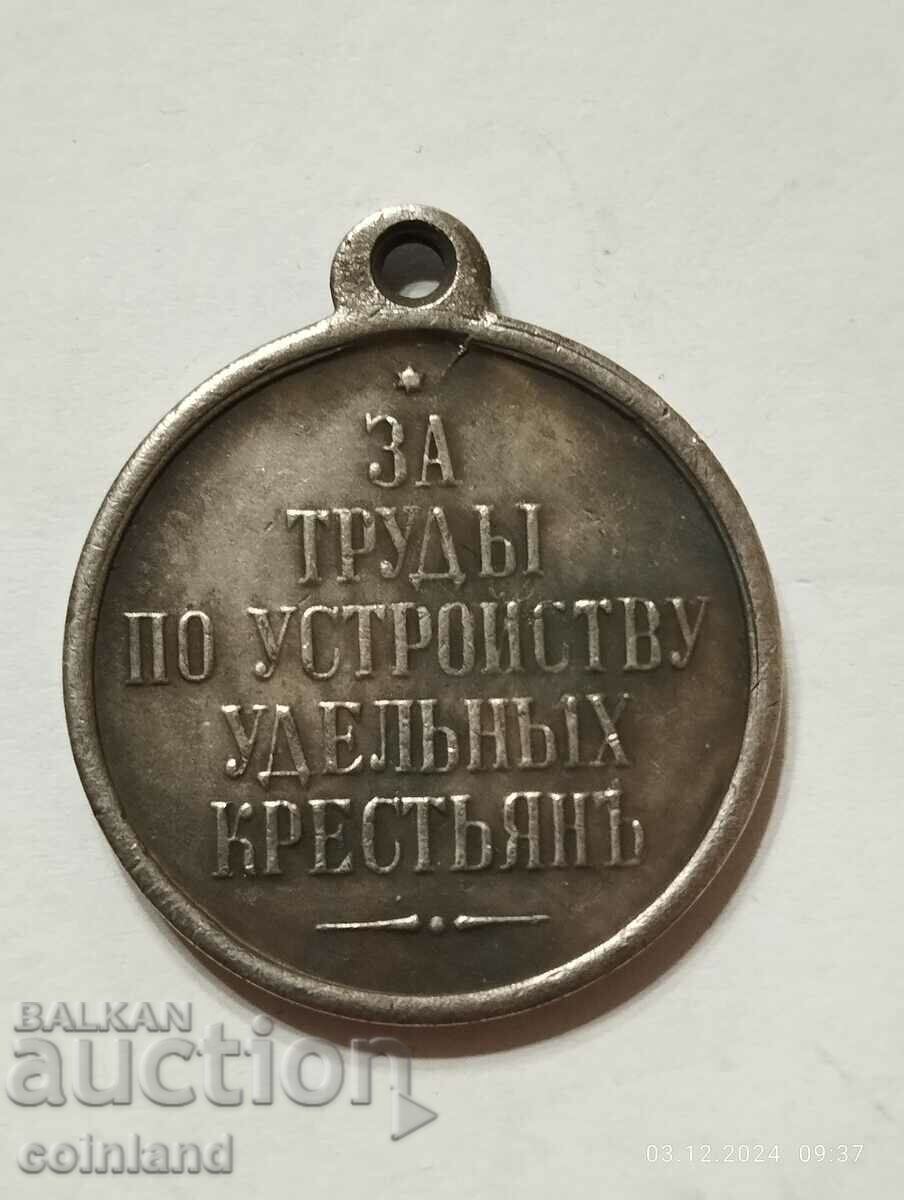 ЗА
ТРУДЫ
ПО УСТРОЙСТВУ
УДЕЛЬНЫХ
КРЕСТЬЯНЪ
BALKAN
auction
coinland
03.12.2024 09:37